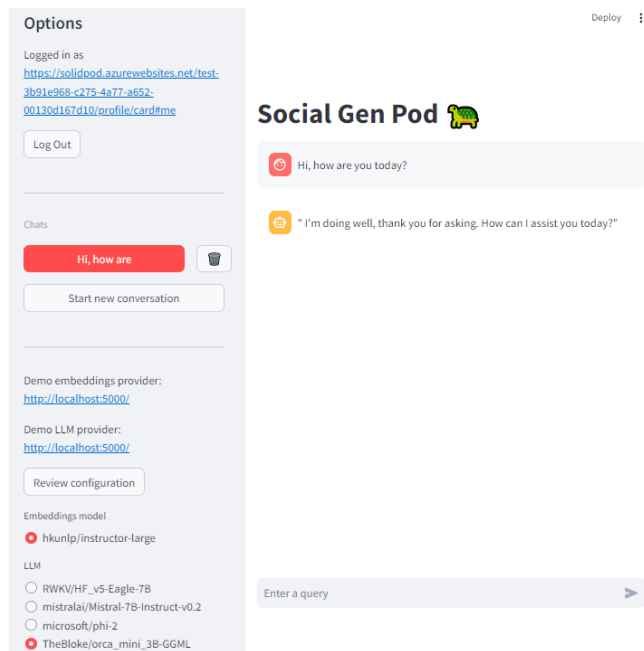 Options
Logged in as
https://solidpod.azurewebsites.net/test-
3b91e968-c275-4a77-a652-
00130d167d10/profile/card#me
Log Out
Chats
Hi, how are
Start new conversation
Demo embeddings provider:
http://localhost:5000/
Demo LLM provider:
http://localhost:5000/
Review configuration
Embeddings model
hkunlp/instructor-large
LLM
RWKV/HF_v5-Eagle-7B
mistralai/Mistral-7B-Instruct-v0.2
microsoft/phi-2
TheBloke/orca_mini_3B-GGML
Deploy
Social Gen Pod
Hi, how are you today?
" I'm doing well, thank you for asking. How can I assist you today?"
Enter a query